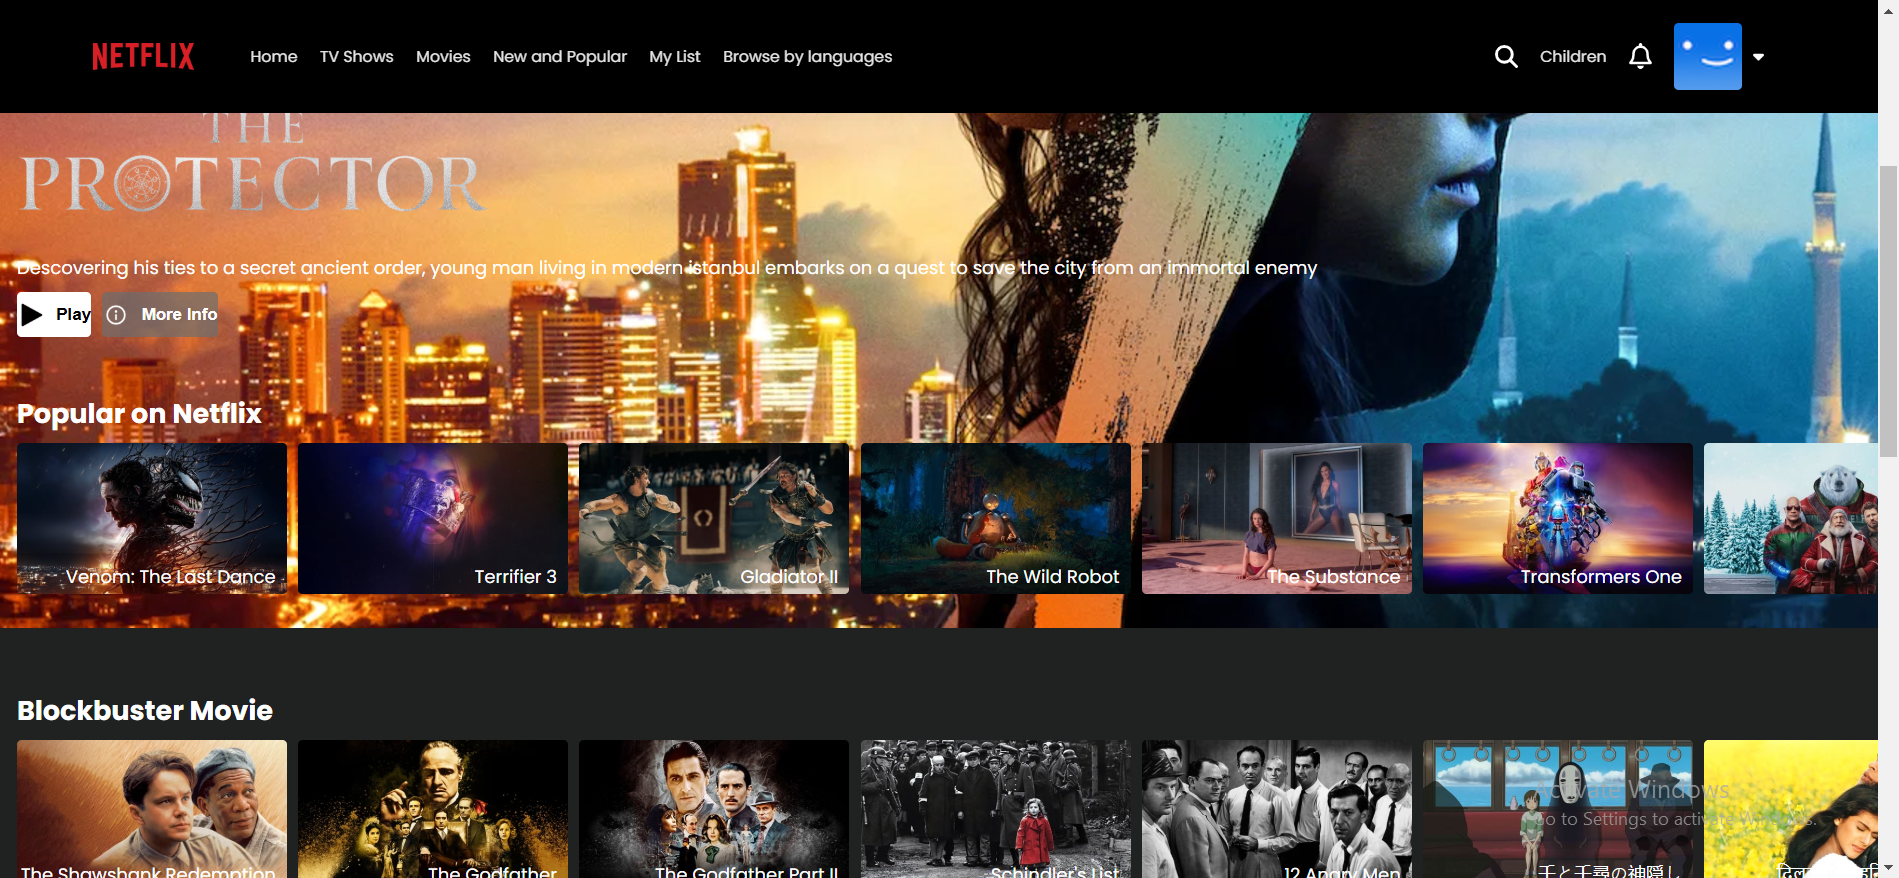 NETFLIX
Home
TV Shows
Movies
New and Popular
My List
Browse by languages
Children
THE
PROTECTOR
Descovering his ties to a secret ancient order, young man living in modern istanbul embarks on a quest to save the city from an immortal enemy
Play
More Info
Popular on Netflix
Venom: The Last Dance
Terrifier 3
Gladiator II
The Wild Robot
The Substance
Transformers One
Blockbuster Movie
The Shawshank Redemption
The Godfather
The Godfather Part II
Schindler's List
12 Angry Men
千と千尋の神隠し
Activate Windows
Go to Settings to activate Windows.